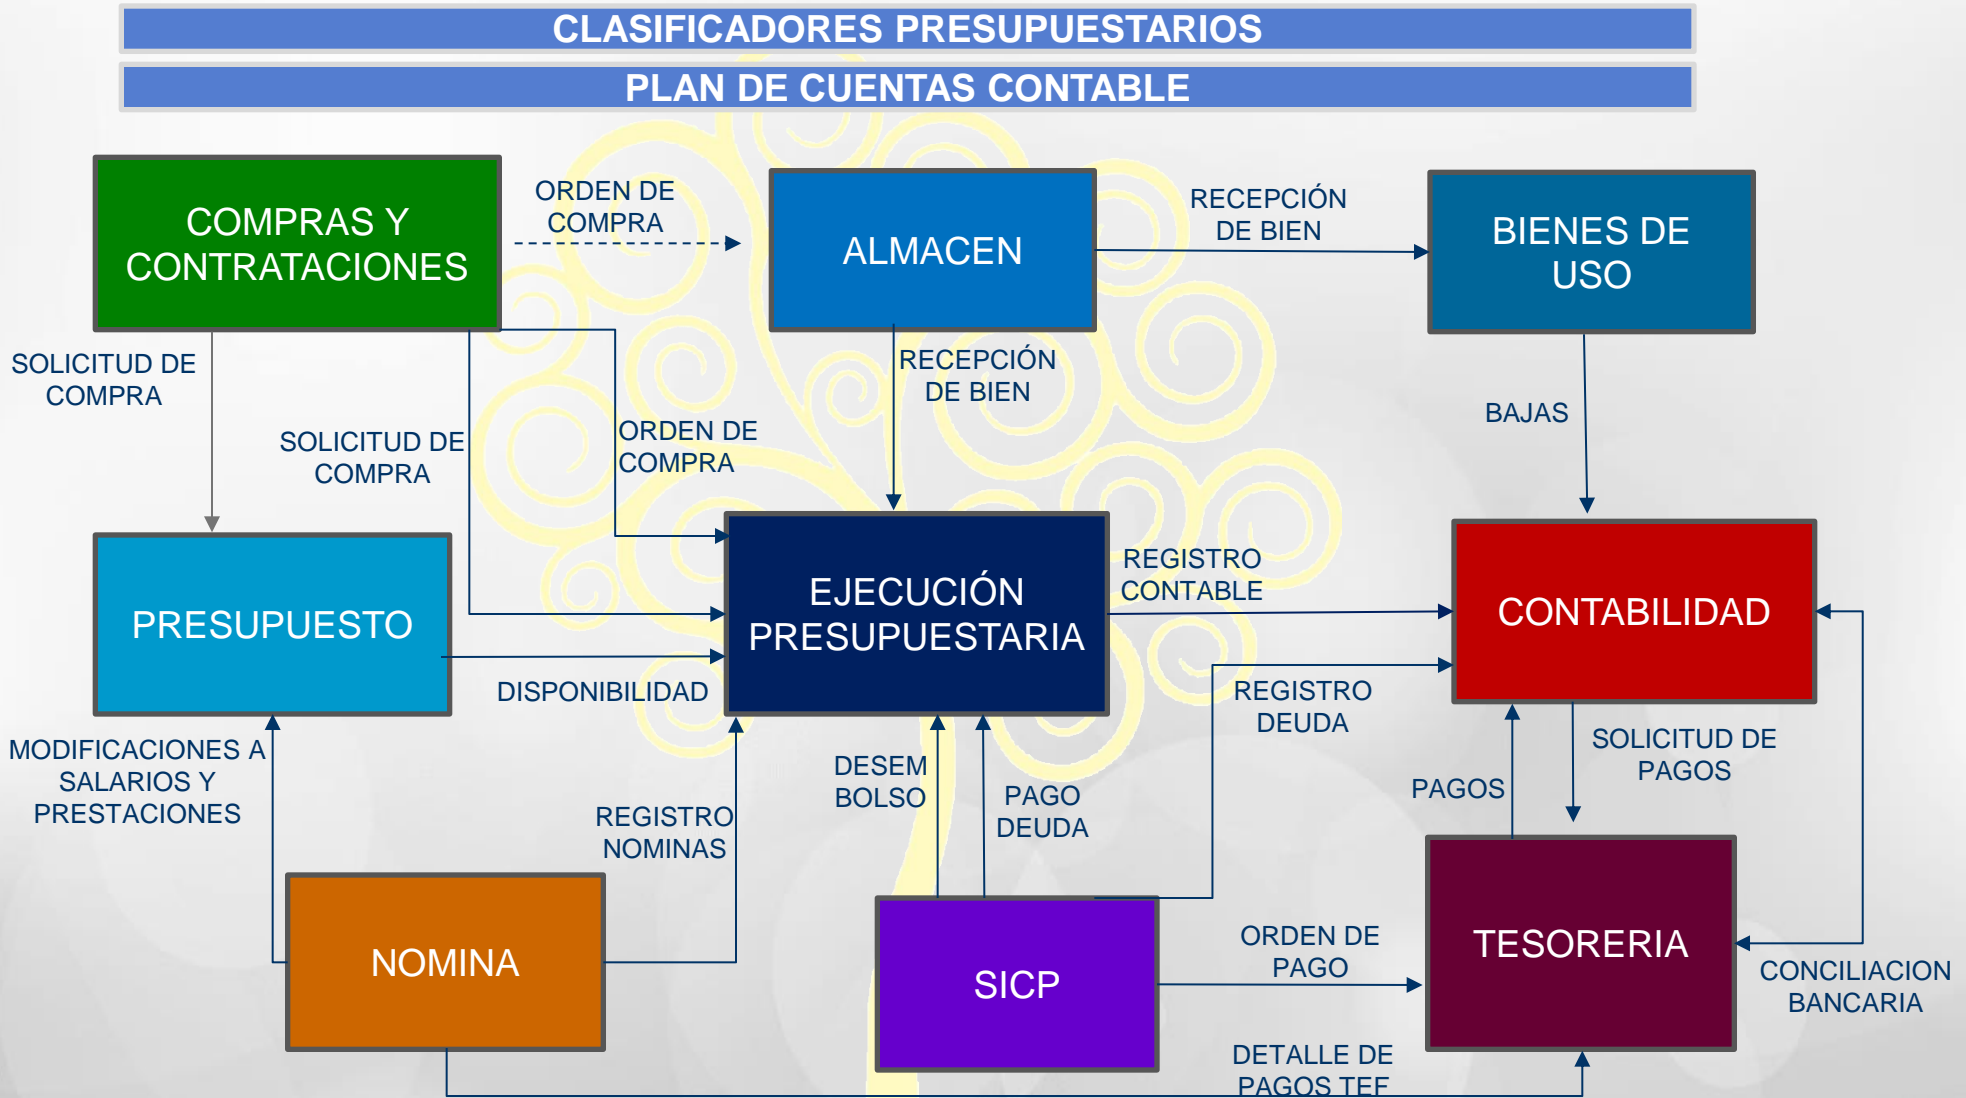 CLASIFICADORES PRESUPUESTARIOS
PLAN DE CUENTAS CONTABLE
COMPRAS Y
CONTRATACIONES
ORDEN DE
COMPRA
ALMACEN
RECEPCIÓN
DE BIEN
BIENES DE
USO
SOLICITUD DE
COMPRA
SOLICITUD DE
COMPRA
ORDEN DE
COMPRA
RECEPCIÓN
DE BIEN
BAJAS
PRESUPUESTO
DISPONIBILIDAD
EJECUCIÓN
PRESUPUESTARIA
REGISTRO
CONTABLE
CONTABILIDAD
MODIFICACIONES A
SALARIOS Y
PRESTACIONES
REGISTRO
NOMINAS
DESEM
BOLSO
PAGO
DEUDA
REGISTRO
DEUDA
PAGOS
SOLICITUD DE
PAGOS
NOMINA
SICP
ORDEN DE
PAGO
TESORERIA
CONCILIACION
BANCARIA
DETALLE DE
PAGOS TEF